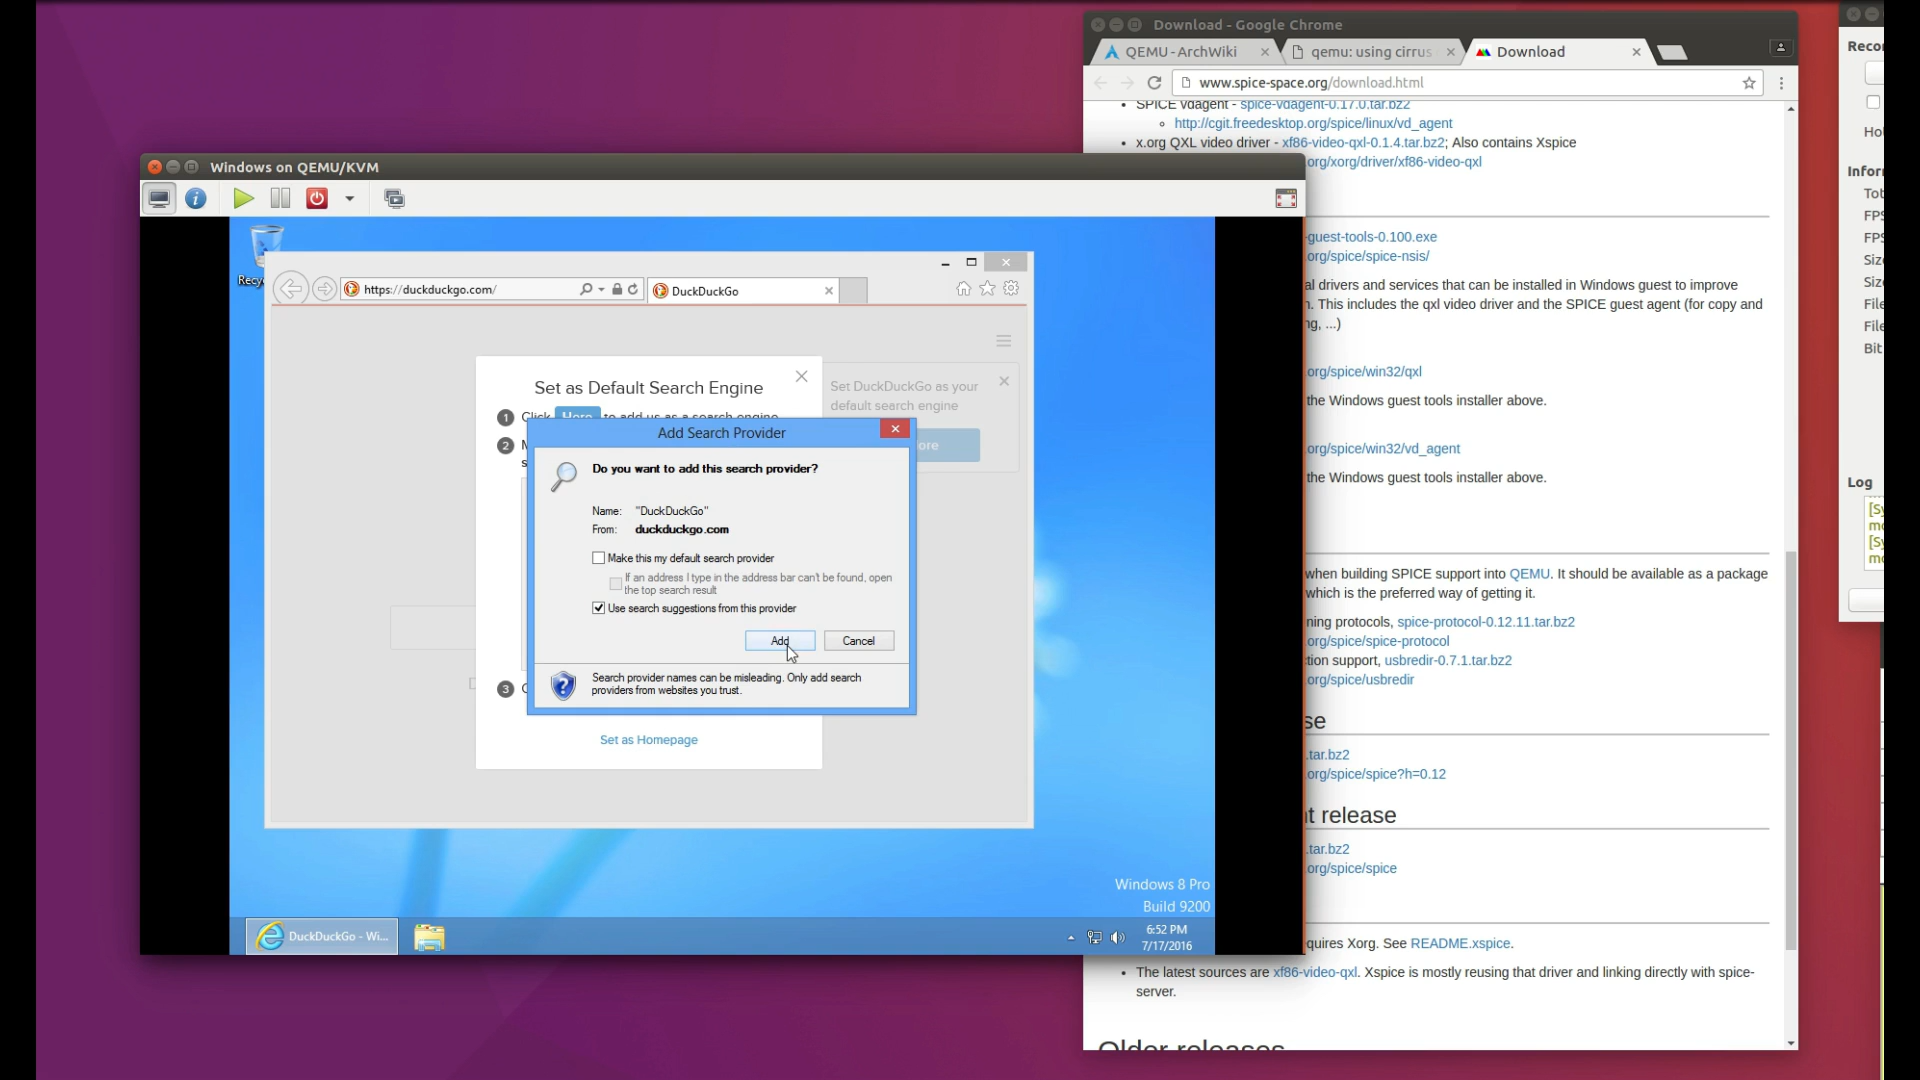 Download - Google Chrome
QEMU - ArchWiki
qemu: using cirrus
Download
www.spice-space.org/download.html
SPICE vdagent - spice-vdagent-0.17.0.tar.bz2
http://cgit.freedesktop.org/spice/linux/vd_agent
x.org QXL video driver - xf86-video-qxl-0.1.4.tar.bz2; Also contains Xspice
org/xorg/driver/xf86-video-qxl
guest-tools-0.100.exe
org/spice/spice-nsis/
drivers and services that can be installed in Windows guest to improve
This includes the qxl video driver and the SPICE guest agent (for copy and
...)
org/spice/win32/qxl
the Windows guest tools installer above.
org/spice/win32/vd_agent
the Windows guest tools installer above.
when building SPICE support into QEMU. It should be available as a package
which is the preferred way of getting it.
protocols, spice-protocol-0.12.11.tar.bz2
org/spice/spice-protocol
support, usbredir-0.7.1.tar.bz2
org/spice/usbredir
.tar.bz2
org/spice/spice?h=0.12
release
.tar.bz2
org/spice/spice
Xorg. See README.xspice.
The latest sources are xf86-video-qxl. Xspice is mostly reusing that driver and linking directly with spice-
server.
Older releases
Windows on QEMU/KVM
https://duckduckgo.com/
DuckDuckGo
Set as Default Search Engine
1 Click Here to add us as a search engine
2
3
Set DuckDuckGo as your
default search engine
Add Search Provider
Do you want to add this search provider?
Name: "DuckDuckGo"
From: duckduckgo.com
Make this my default search provider
If an address I type in the address bar can't be found, open
the top search result
Use search suggestions from this provider
Add
Cancel
Search provider names can be misleading. Only add search
providers from websites you trust.
Set as Homepage
Windows 8 Pro
Build 9200
DuckDuckGo - Wi...
6:52 PM
7/17/2016
Log